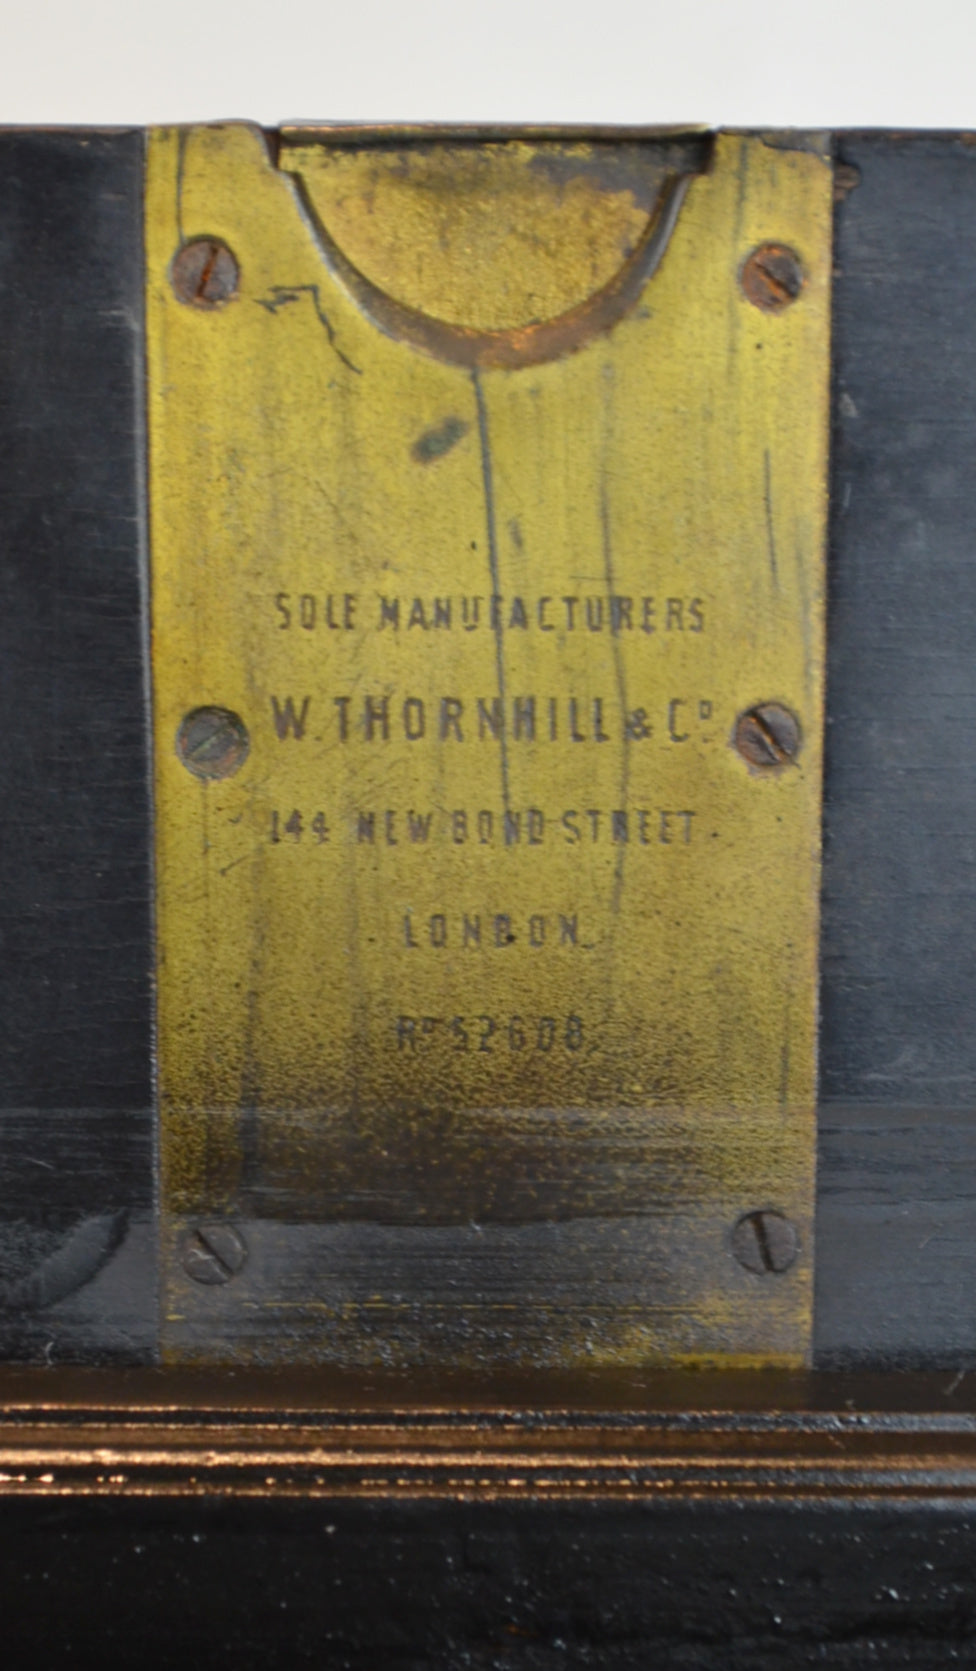 SOLE MANUFACTURERS
W. THORNHILL & Cº
144 NEW BOND STREET.
LONDON.
Rᴰ 52608.